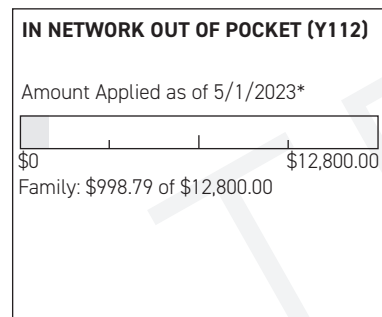 IN NETWORK OUT OF POCKET (Y112)
Amount Applied as of 5/1/2023*
$0 $12,800.00
Family: $998.79 of $12,800.00